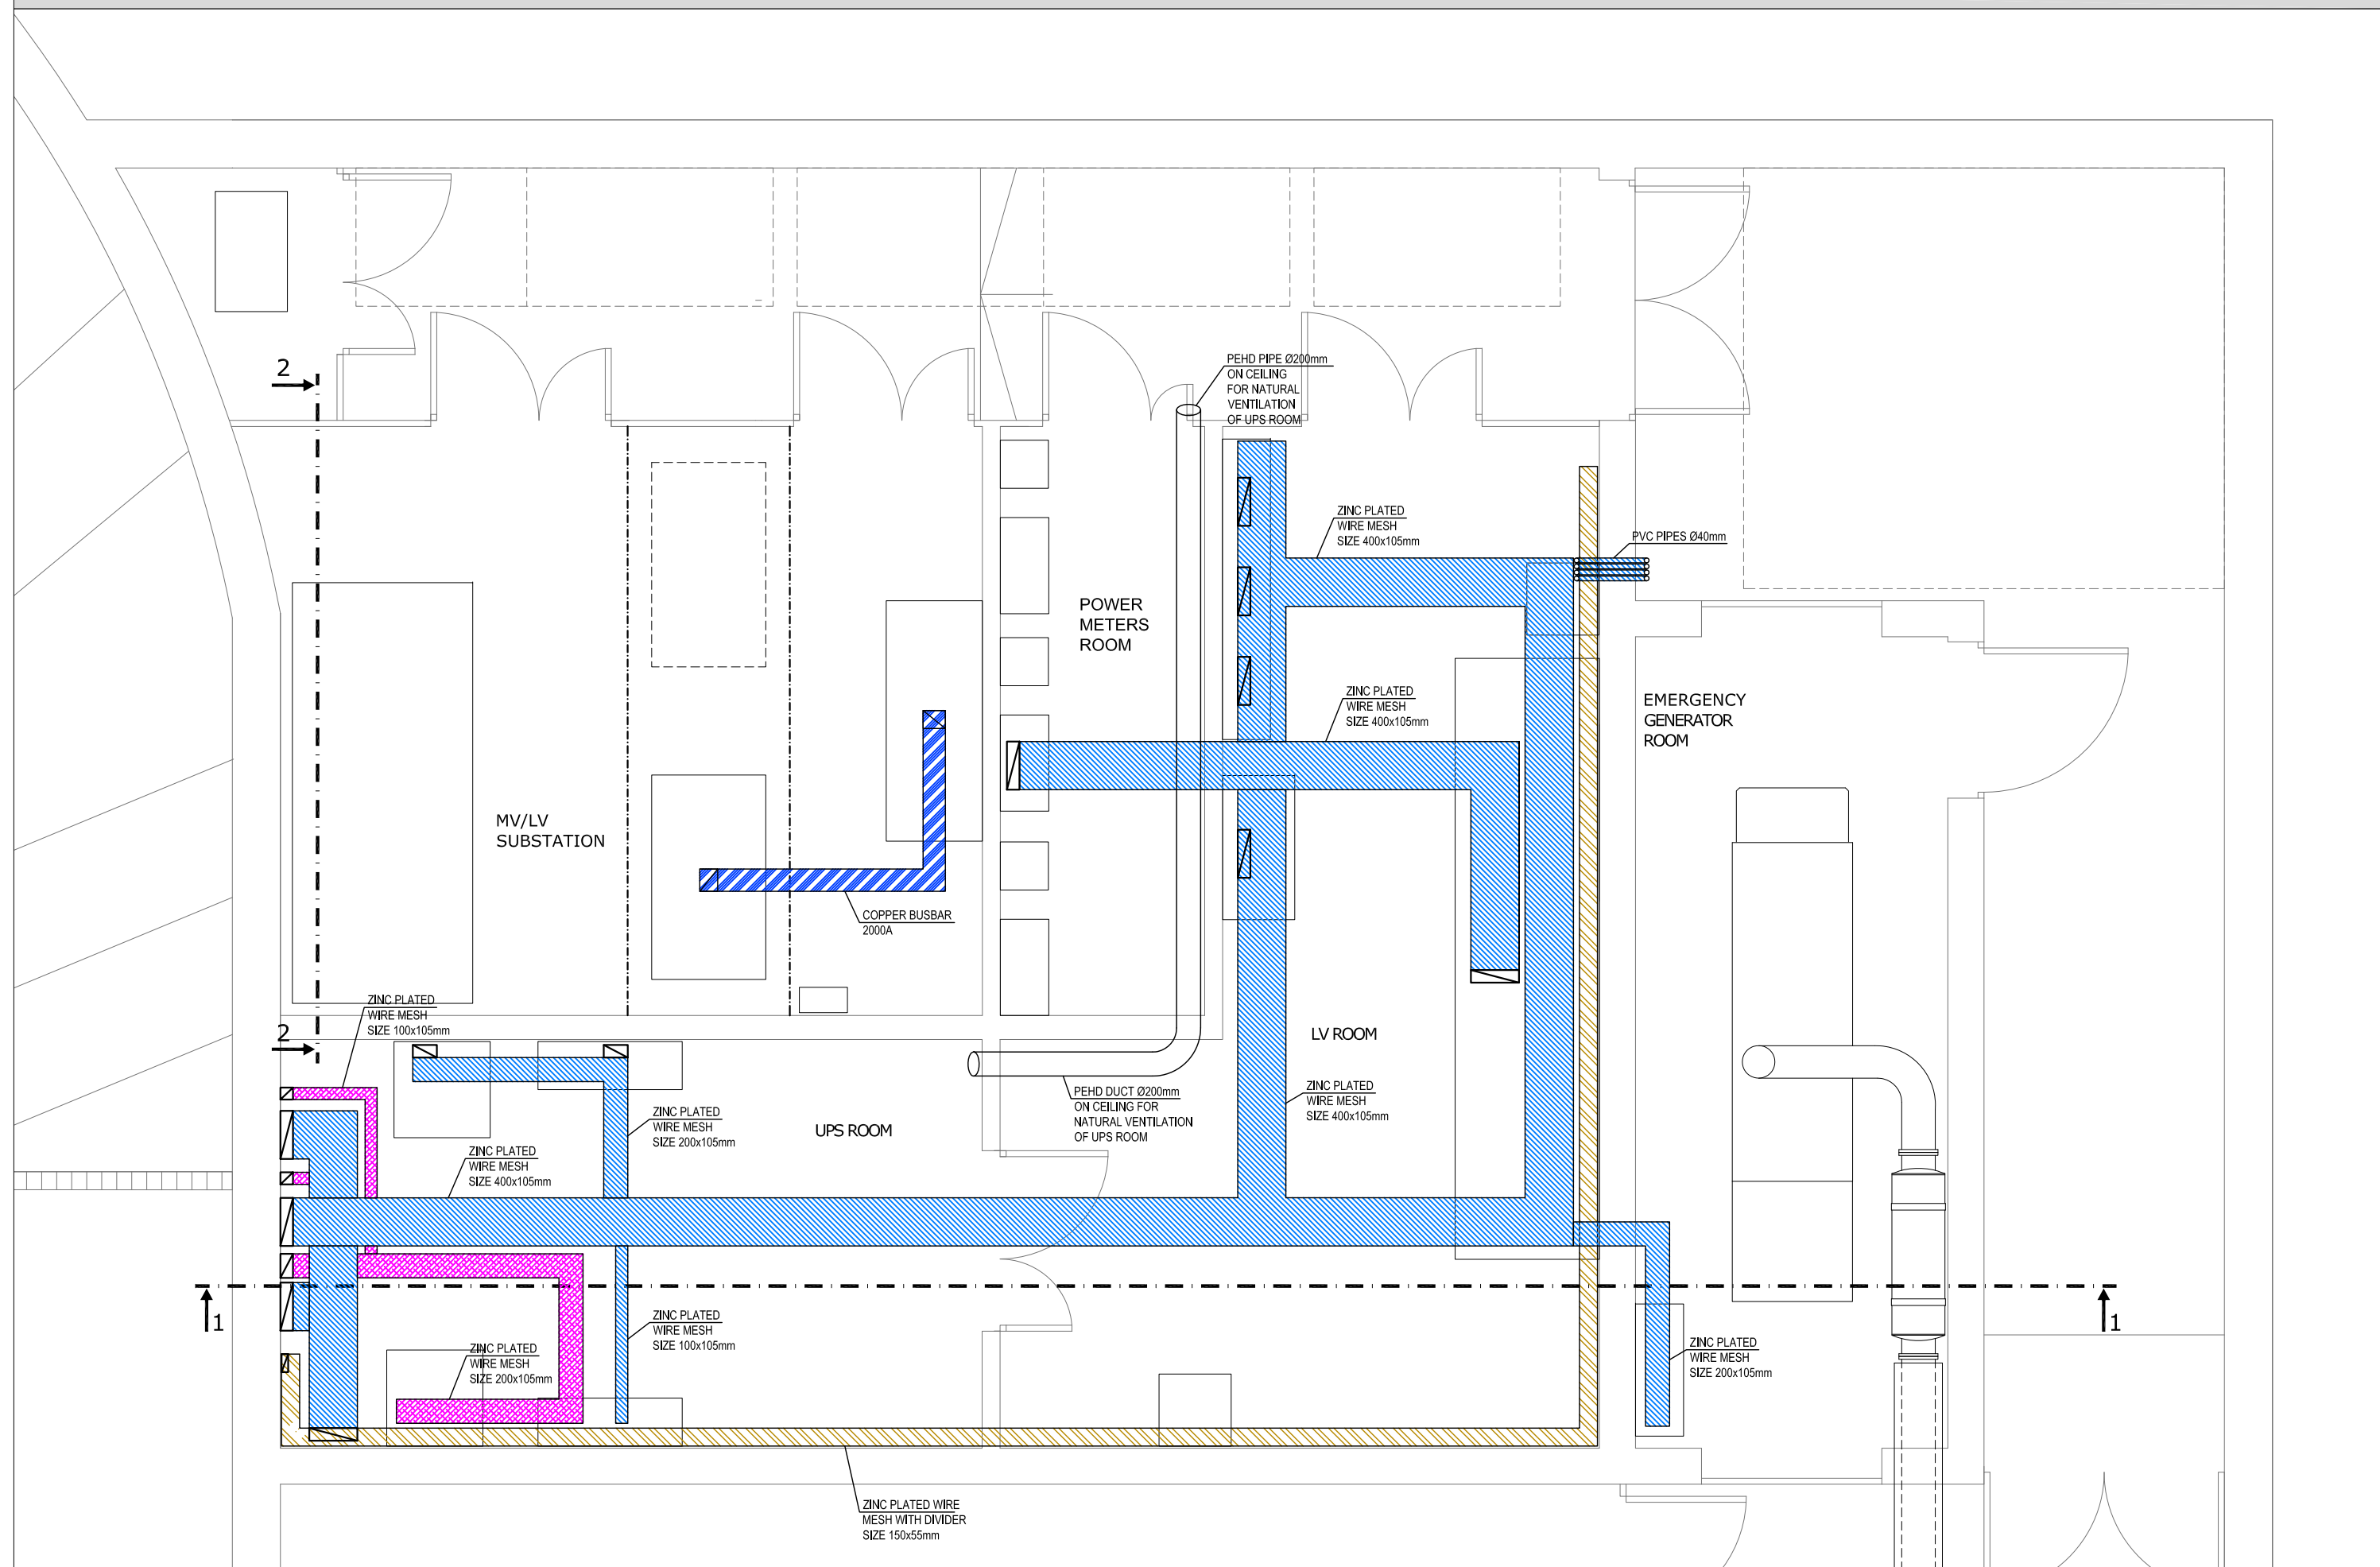 2
PEHD PIPE Ø200mm
ON CEILING
FOR NATURAL
VENTILATION
OF UPS ROOM
ZINC PLATED
WIRE MESH
SIZE 400x105mm
PVC PIPES Ø40mm
POWER
METERS
ROOM
ZINC PLATED
WIRE MESH
SIZE 400x105mm
EMERGENCY
GENERATOR
ROOM
MV/LV
SUBSTATION
COPPER BUSBAR
2000A
ZINC PLATED
WIRE MESH
SIZE 100x105mm
2
LV ROOM
PEHD DUCT Ø200mm
ON CEILING FOR
NATURAL VENTILATION
OF UPS ROOM
ZINC PLATED
WIRE MESH
SIZE 400x105mm
ZINC PLATED
WIRE MESH
SIZE 200x105mm
UPS ROOM
ZINC PLATED
WIRE MESH
SIZE 400x105mm
1
1
ZINC PLATED
WIRE MESH
SIZE 100x105mm
ZINC PLATED
WIRE MESH
SIZE 200x105mm
ZINC PLATED
WIRE MESH
SIZE 200x105mm
ZINC PLATED WIRE
MESH WITH DIVIDER
SIZE 150x55mm